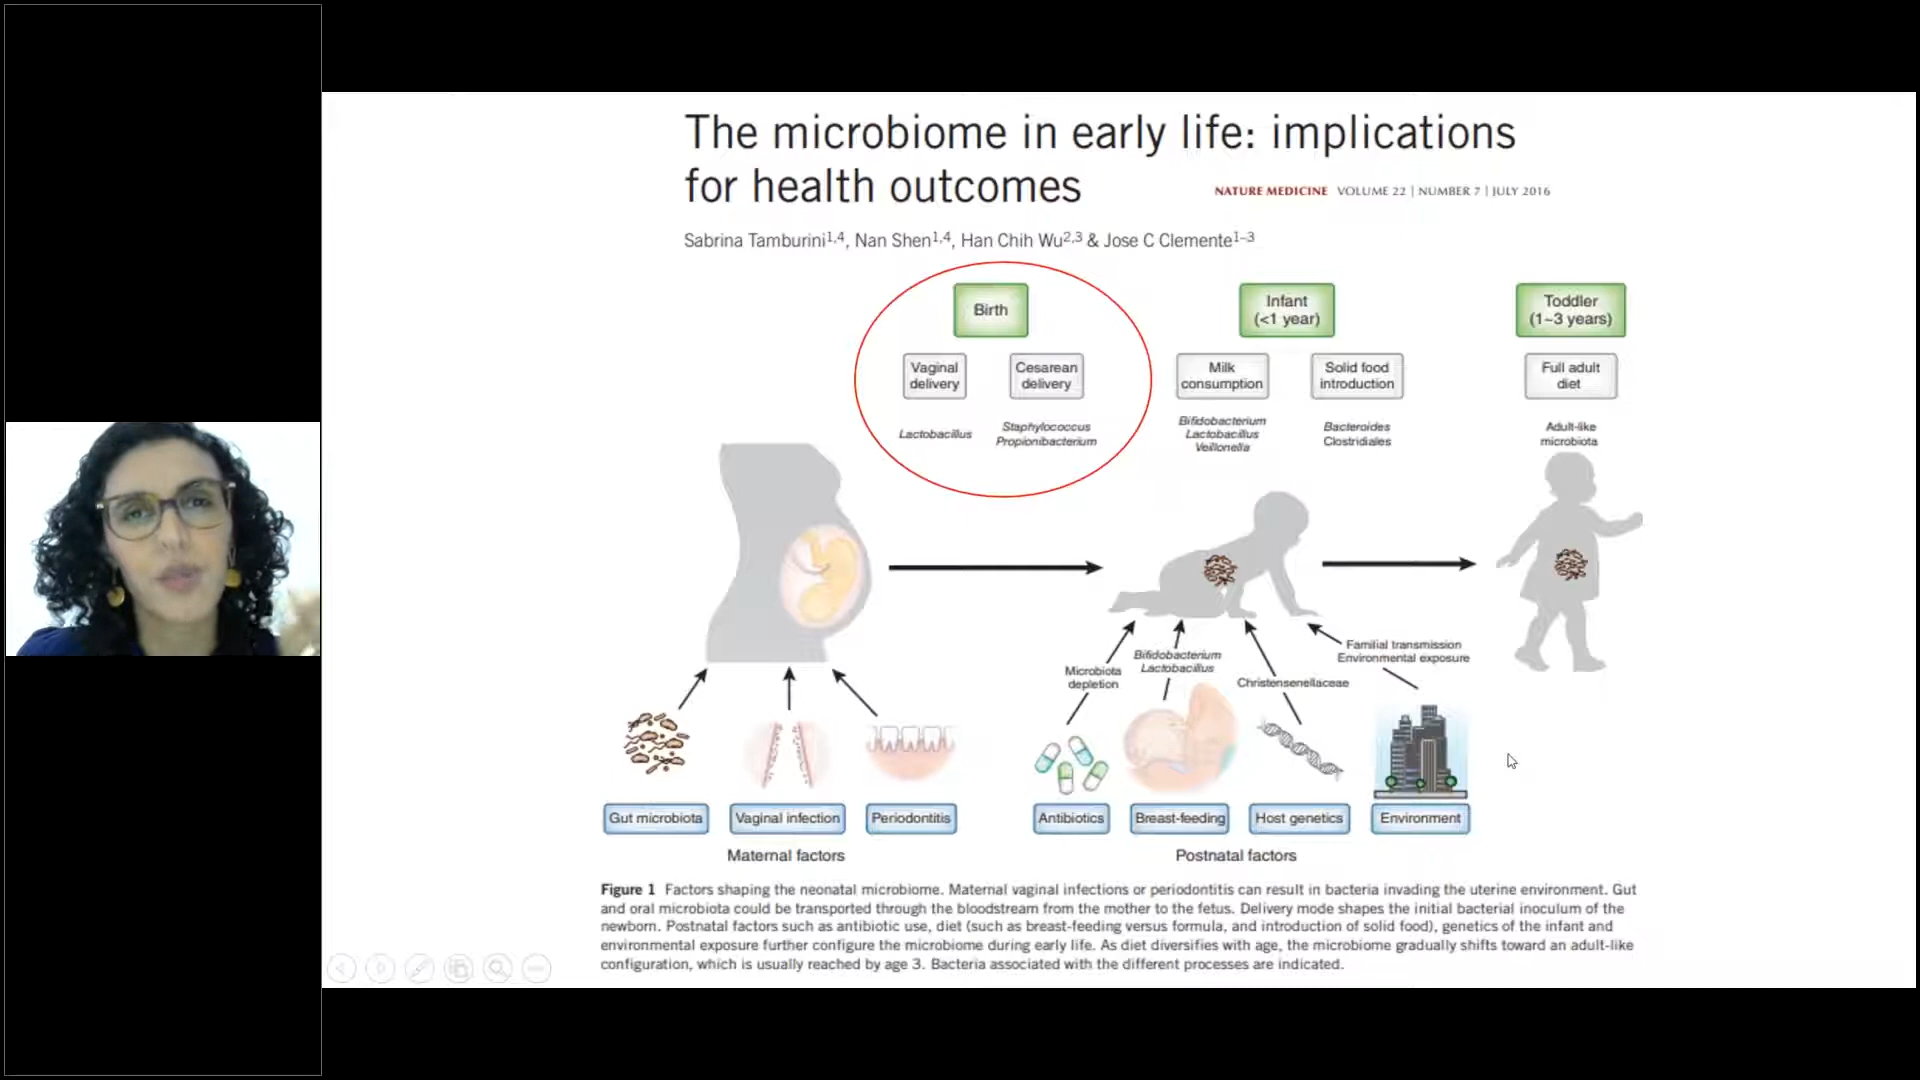 The microbiome in early life: implications
for health outcomes
NATURE MEDICINE VOLUME 22 | NUMBER 7 | JULY 2016
Sabrina Tamburini1,4, Nan Shen1,4, Han Chih Wu2,3 & Jose C Clemente1–3
Birth
Vaginal
delivery
Cesarean
delivery
Lactobacillus
Staphylococcus
Propionibacterium
Infant
(<1 year)
Milk
consumption
Solid food
introduction
Bifidobacterium
Lactobacillus
Veillonella
Bacteroides
Clostridiales
Toddler
(1–3 years)
Full adult
diet
Adult-like
microbiota
Microbiota
depletion
Bifidobacterium
Lactobacillus
Christensenellaceae
Familial transmission
Environmental exposure
Gut microbiota
Vaginal infection
Periodontitis
Maternal factors
Antibiotics
Breast-feeding
Host genetics
Environment
Postnatal factors
Figure 1 Factors shaping the neonatal microbiome. Maternal vaginal infections or periodontitis can result in bacteria invading the uterine environment. Gut
and oral microbiota could be transported through the bloodstream from the mother to the fetus. Delivery mode shapes the initial bacterial inoculum of the
newborn. Postnatal factors such as antibiotic use, diet (such as breast-feeding versus formula, and introduction of solid food), genetics of the infant and
environmental exposure further configure the microbiome during early life. As diet diversifies with age, the microbiome gradually shifts toward an adult-like
configuration, which is usually reached by age 3. Bacteria associated with the different processes are indicated.